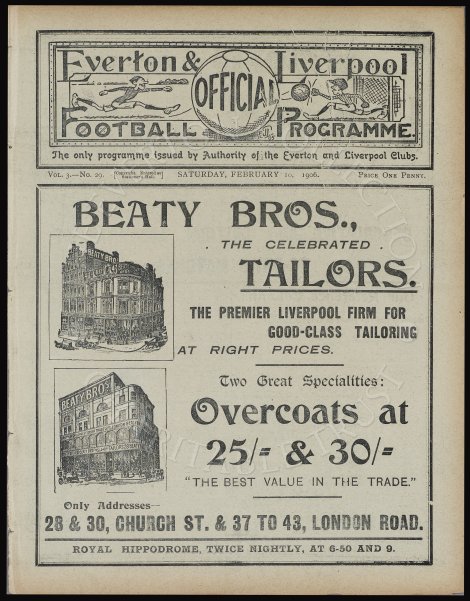 Everton & Liverpool
OFFICIAL
FOOTBALL PROGRAMME.
The only programme issued by Authority of the Everton and Liverpool Clubs.
VOL. 3.—No. 29. SATURDAY, FEBRUARY 10, 1906. PRICE ONE PENNY.
BEATY BROS.,
THE CELEBRATED
TAILORS.
THE PREMIER LIVERPOOL FIRM FOR
GOOD-CLASS TAILORING
AT RIGHT PRICES.
BEATY BROS
BEATY BROS.
Two Great Specialities:
Overcoats at
25/= & 30/=
"THE BEST VALUE IN THE TRADE."
Only Addresses—
28 & 30, CHURCH ST. & 37 TO 43, LONDON ROAD.
ROYAL HIPPODROME, TWICE NIGHTLY, AT 6-50 AND 9.